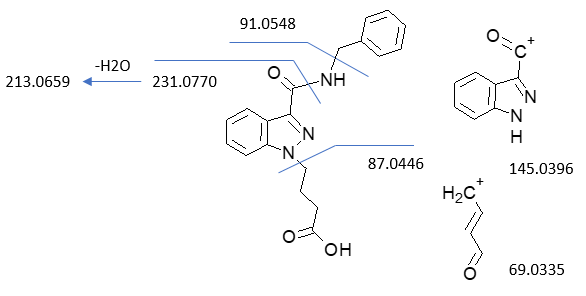 91.0548
-H2O
213.0659
231.0770
O
NH
N
N
87.0446
O
OH
O
C+
N
N
H
145.0396
H2C+
O
69.0335